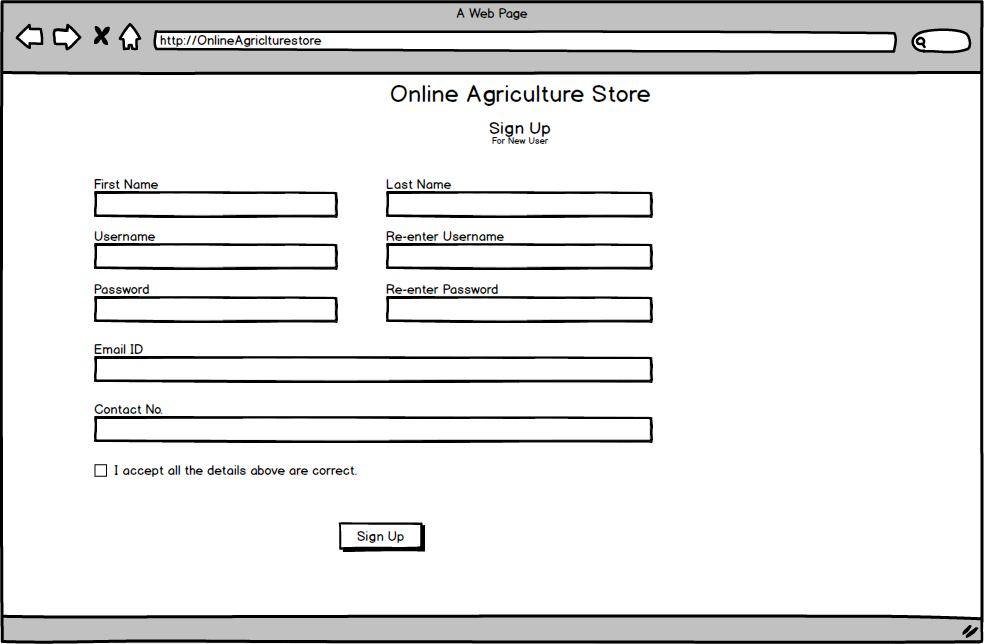 A Web Page
http://OnlineAgriclturestore
Online Agriculture Store
Sign Up
For New User
First Name
Last Name
Username
Re-enter Username
Password
Re-enter Password
Email ID
Contact No.
I accept all the details above are correct.
Sign Up